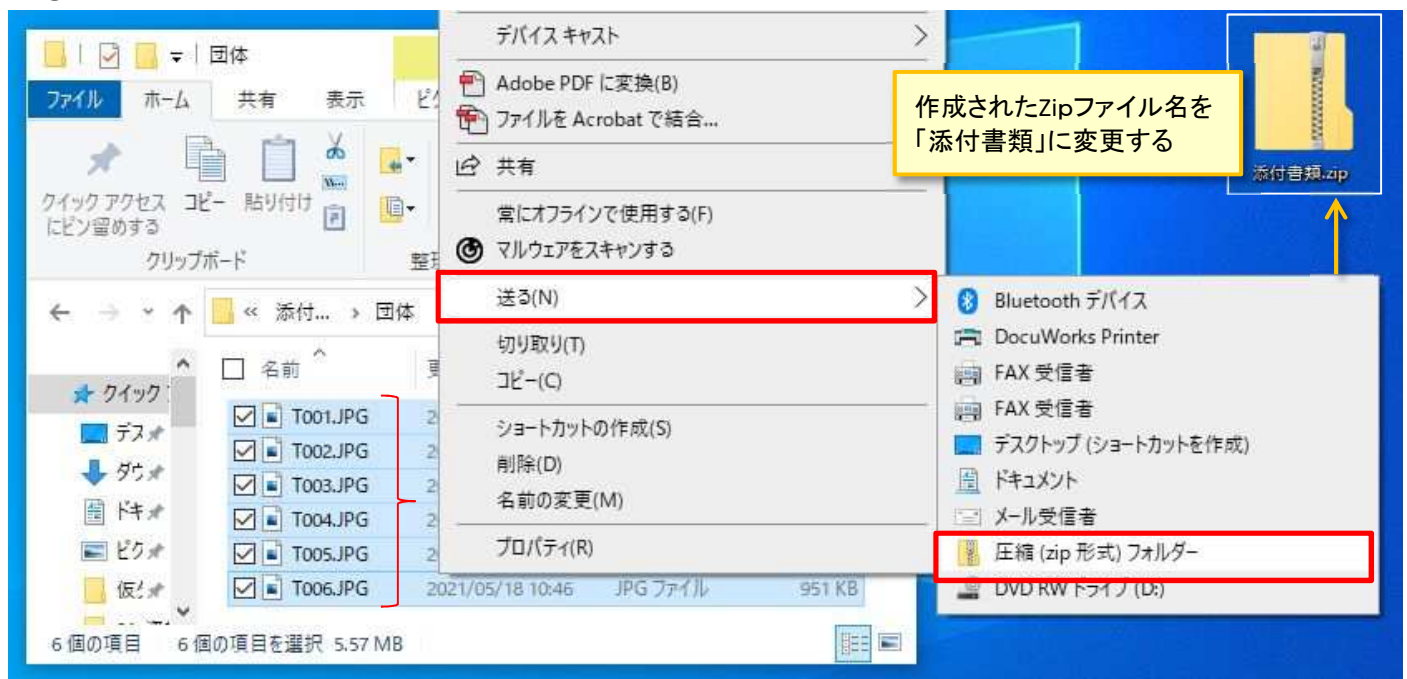 団体
ファイル ホーム 共有 表示
クイック アクセス
にピン留めする
コピー
貼り付け
クリップボード
« 添付... › 団体
名前
クイック
デス
ダウ
ドキ
ピク
T001.JPG
T002.JPG
T003.JPG
T004.JPG
T005.JPG
T006.JPG 2021/05/18 10:46 JPG ファイル 951 KB
6 個の項目 6 個の項目を選択 5.57 MB
デバイス キャスト
Adobe PDF に変換(B)
ファイルを Acrobat で結合...
共有
常にオフラインで使用する(F)
マルウェアをスキャンする
送る(N)
切り取り(T)
コピー(C)
ショートカットの作成(S)
削除(D)
名前の変更(M)
プロパティ(R)
Bluetooth デバイス
DocuWorks Printer
FAX 受信者
FAX 受信者
デスクトップ (ショートカットを作成)
ドキュメント
メール受信者
圧縮 (zip 形式) フォルダー
DVD RW ドライブ (D:)
作成されたZipファイル名を
「添付書類」に変更する
添付書類.zip